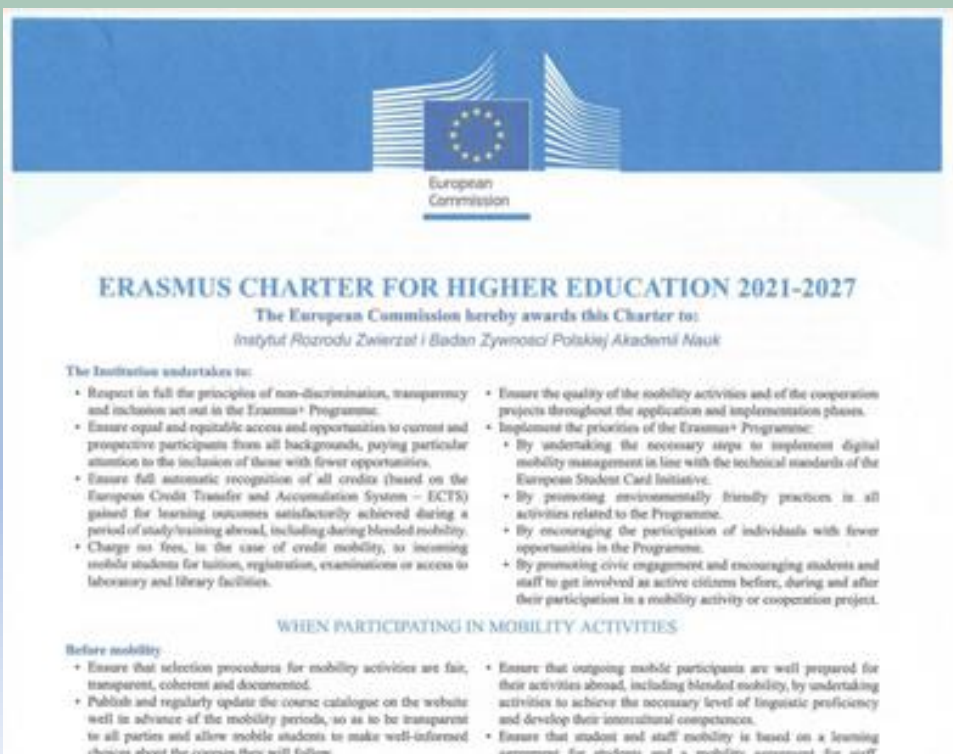 European
Commission
ERASMUS CHARTER FOR HIGHER EDUCATION 2021-2027
The European Commission hereby awards this Charter to:
Instytut Rozrodu Zwierzat i Badan Zywnosci Polskiej Akademii Nauk
The Institution undertakes to:
• Respect in full the principles of non-discrimination, transparency
and inclusion set out in the Erasmus+ Programme.
• Ensure equal and equitable access and opportunities to current and
prospective participants from all backgrounds, paying particular
attention to the inclusion of those with fewer opportunities.
• Ensure full automatic recognition of all credits (based on the
European Credit Transfer and Accumulation System – ECTS)
gained for learning outcomes satisfactorily achieved during a
period of study/training abroad, including during blended mobility.
• Charge no fees, in the case of credit mobility, to incoming
mobile students for tuition, registration, examinations or access to
laboratory and library facilities.
• Ensure the quality of the mobility activities and of the cooperation
projects throughout the application and implementation phases.
• Implement the priorities of the Erasmus+ Programme:
• By undertaking the necessary steps to implement digital
mobility management in line with the technical standards of the
European Student Card Initiative.
• By promoting environmentally friendly practices in all
activities related to the Programme.
• By encouraging the participation of individuals with fewer
opportunities in the Programme.
• By promoting civic engagement and encouraging students and
staff to get involved as active citizens before, during and after
their participation in a mobility activity or cooperation project.
WHEN PARTICIPATING IN MOBILITY ACTIVITIES
Before mobility
• Ensure that selection procedures for mobility activities are fair,
transparent, coherent and documented.
• Publish and regularly update the course catalogue on the website
well in advance of the mobility periods, so as to be transparent
to all parties and allow mobile students to make well-informed
choices about the courses they will follow.
• Ensure that outgoing mobile participants are well prepared for
their activities abroad, including blended mobility, by undertaking
activities to achieve the necessary level of linguistic proficiency
and develop their intercultural competences.
• Ensure that student and staff mobility is based on a learning
agreement for students and a mobility agreement for staff